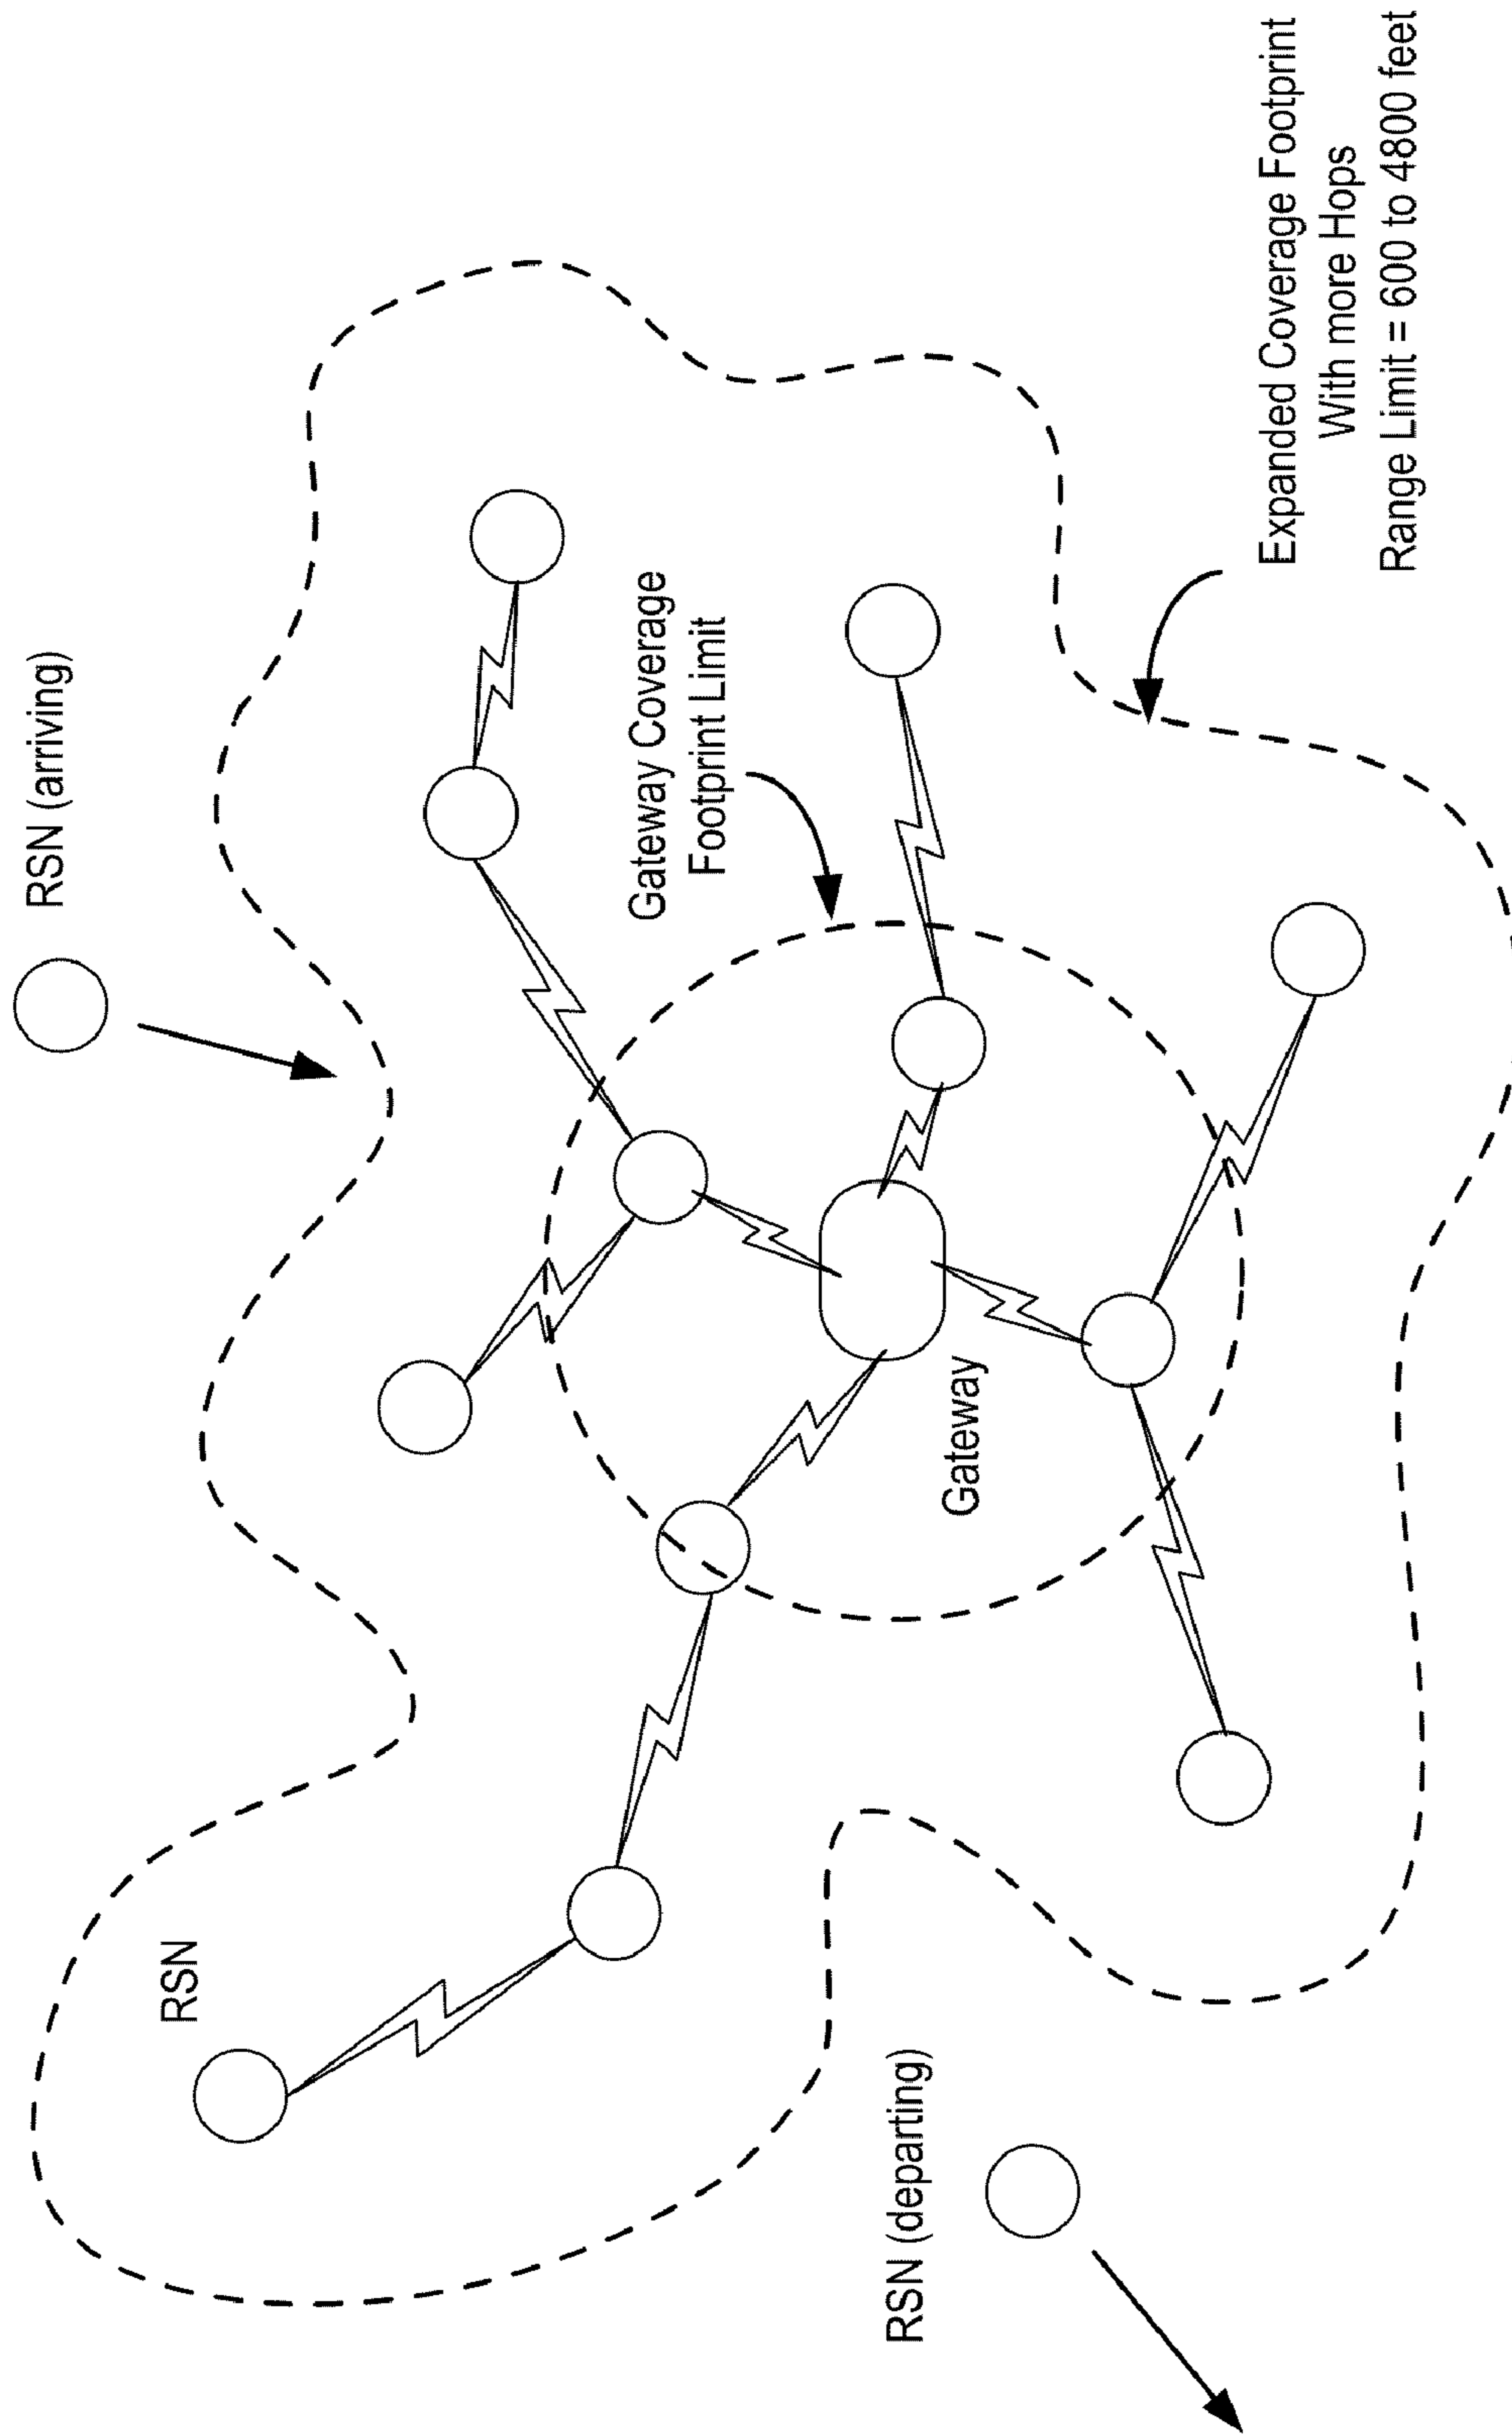 RSN (arriving)
RSN
Gateway Coverage
Footprint Limit
Gateway
RSN (departing)
Expanded Coverage Footprint
With more Hops
Range Limit = 600 to 4800 feet